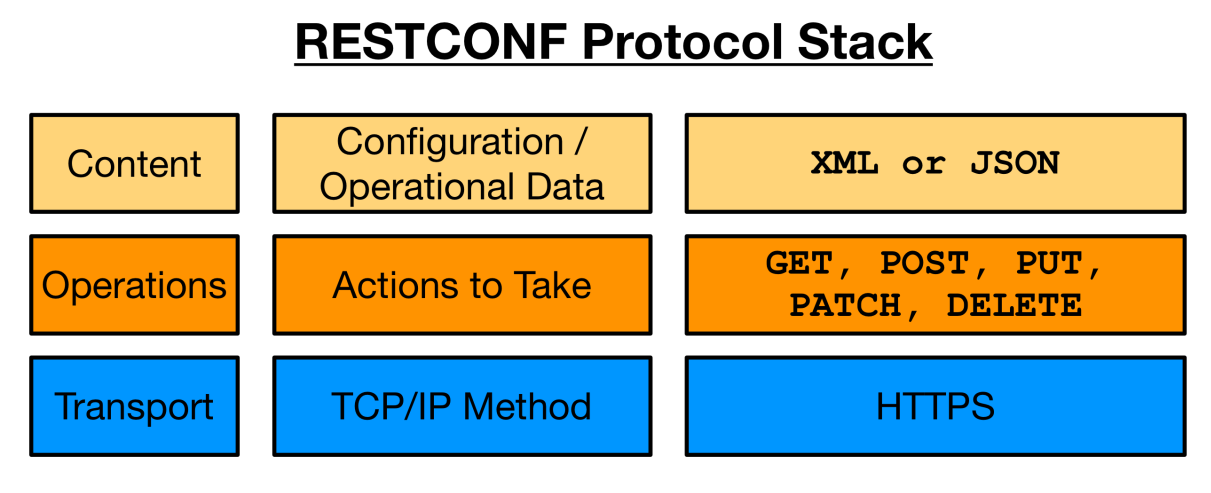 RESTCONF Protocol Stack
Content
Configuration /
Operational Data
XML or JSON
Operations
Actions to Take
GET, POST, PUT,
PATCH, DELETE
Transport
TCP/IP Method
HTTPS